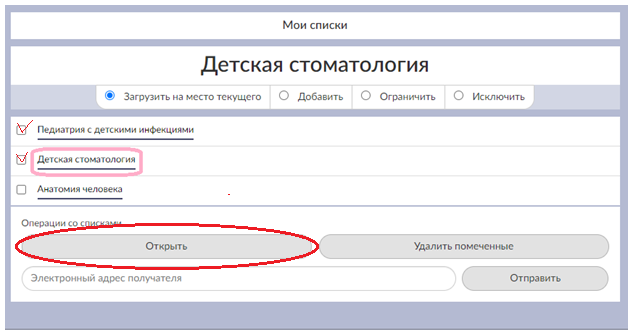 Мои списки
Детская стоматология
Загрузить на место текущего Добавить Ограничить Исключить
Педиатрия с детскими инфекциями
Детская стоматология
Анатомия человека
Операции со списками
Открыть Удалить помеченные
Электронный адрес получателя Отправить